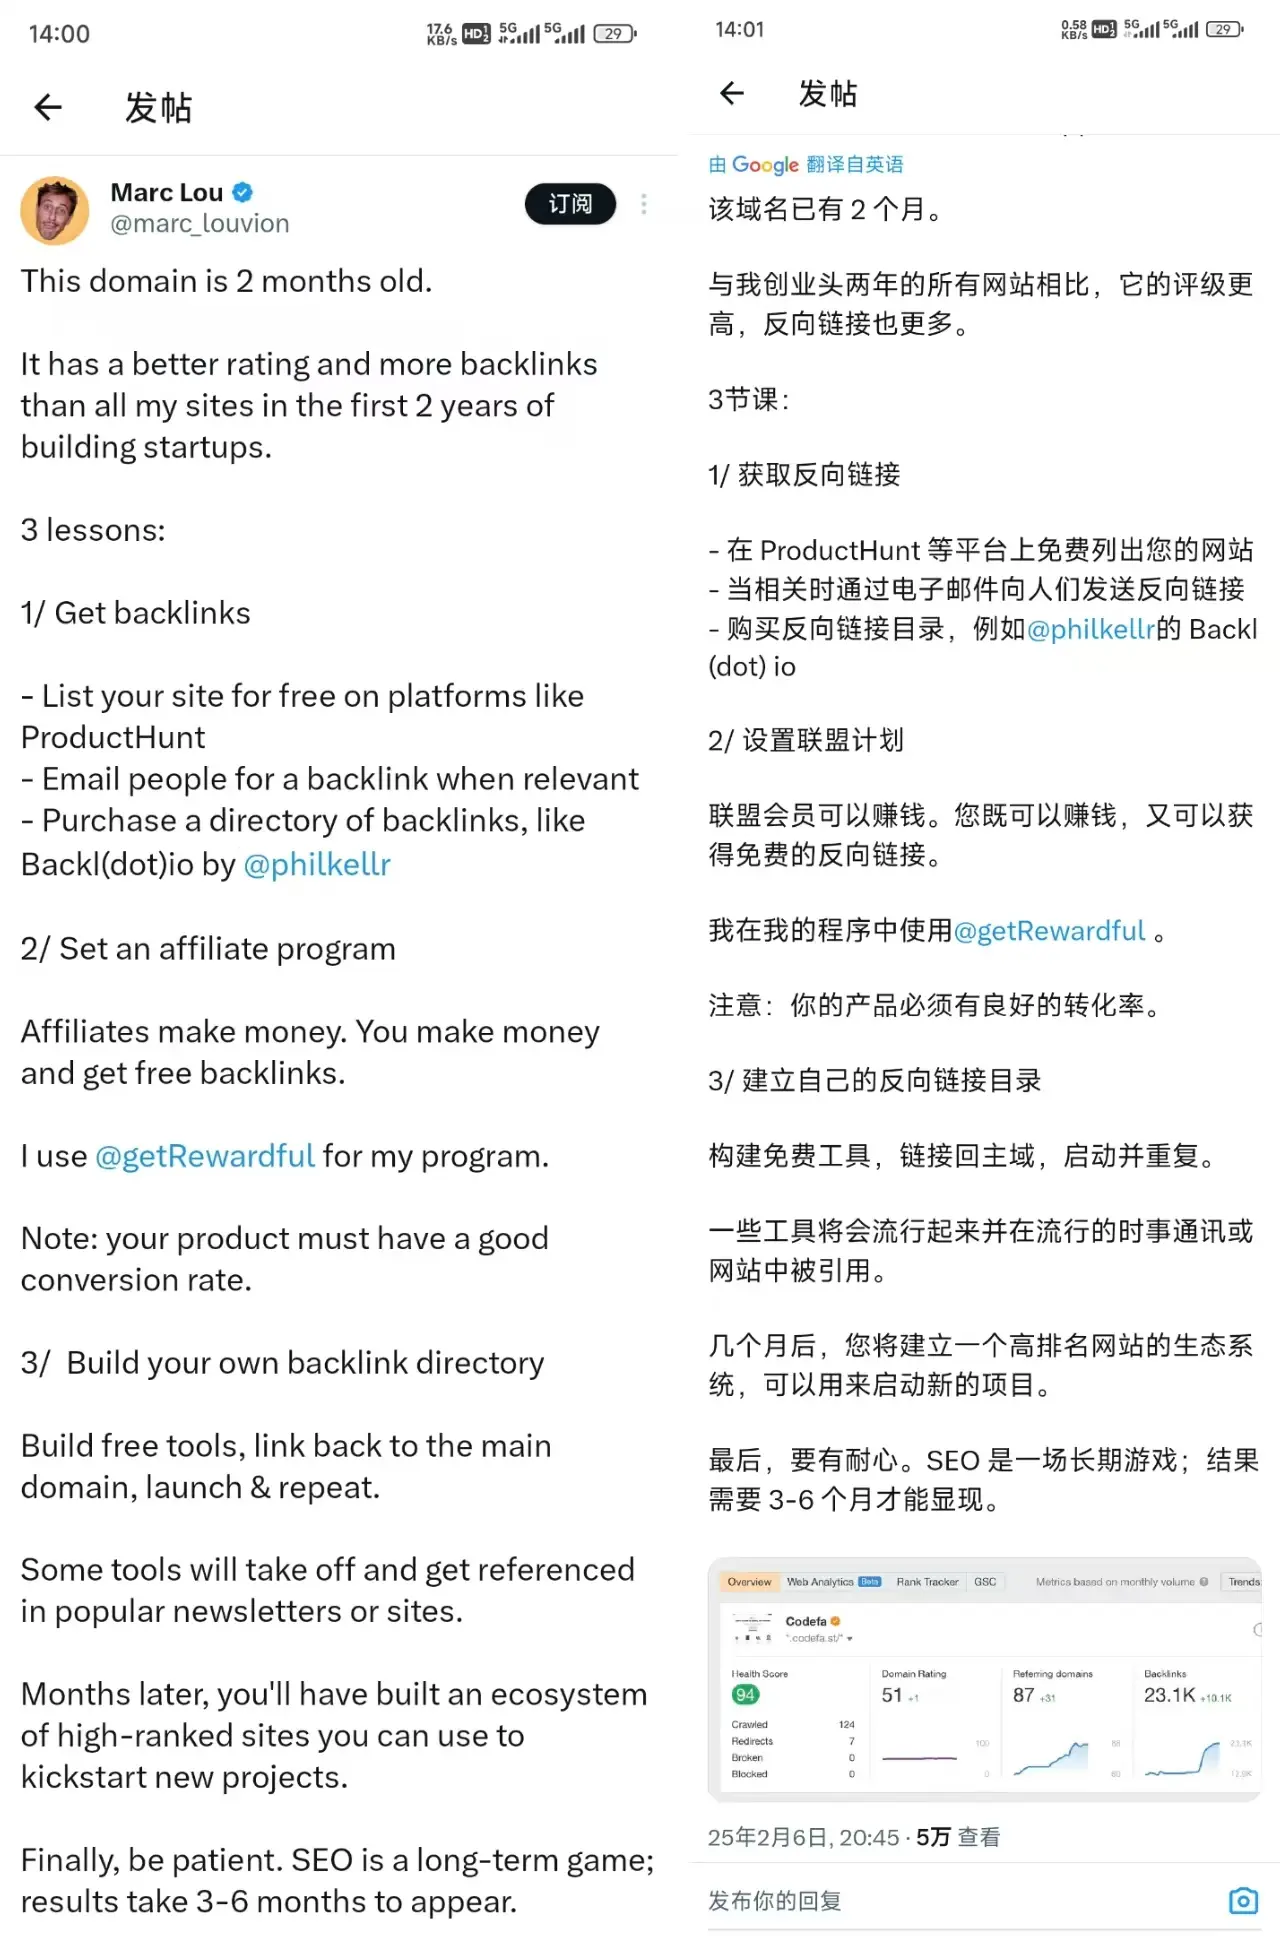 14:00
17.6 KB/s HD 5G 5G 29
发帖
Marc Lou
@marc_louvion
订阅
This domain is 2 months old.
It has a better rating and more backlinks
than all my sites in the first 2 years of
building startups.
3 lessons:
1/ Get backlinks
- List your site for free on platforms like
ProductHunt
- Email people for a backlink when relevant
- Purchase a directory of backlinks, like
Backl(dot)io by @philkellr
2/ Set an affiliate program
Affiliates make money. You make money
and get free backlinks.
I use @getRewardful for my program.
Note: your product must have a good
conversion rate.
3/  Build your own backlink directory
Build free tools, link back to the main
domain, launch & repeat.
Some tools will take off and get referenced
in popular newsletters or sites.
Months later, you'll have built an ecosystem
of high-ranked sites you can use to
kickstart new projects.
Finally, be patient. SEO is a long-term game;
results take 3-6 months to appear.
14:01
0.58 KB/s HD 5G 5G 29
发帖
由 Google 翻译自英语
该域名已有 2 个月。
与我创业头两年的所有网站相比，它的评级更
高，反向链接也更多。
3节课：
1/ 获取反向链接
- 在 ProductHunt 等平台上免费列出您的网站
- 当相关时通过电子邮件向人们发送反向链接
- 购买反向链接目录，例如@philkellr的 Backl
(dot) io
2/ 设置联盟计划
联盟会员可以赚钱。您既可以赚钱，又可以获
得免费的反向链接。
我在我的程序中使用@getRewardful 。
注意：你的产品必须有良好的转化率。
3/ 建立自己的反向链接目录
构建免费工具，链接回主域，启动并重复。
一些工具将会流行起来并在流行的时事通讯或
网站中被引用。
几个月后，您将建立一个高排名网站的生态系
统，可以用来启动新的项目。
最后，要有耐心。SEO 是一场长期游戏；结果
需要 3-6 个月才能显现。
Overview Web Analytics Beta Rank Tracker GSC Metrics based on monthly volume Trends:
Codefa
*.codefa.st/*
Health Score Domain Rating Referring domains Backlinks
94 51 +1 87 +31 23.1K +10.1K
Crawled 124
Redirects 7
Broken 0
Blocked 0
100 88 23.1K
0 60
25年2月6日, 20:45 · 5万 查看
发布你的回复